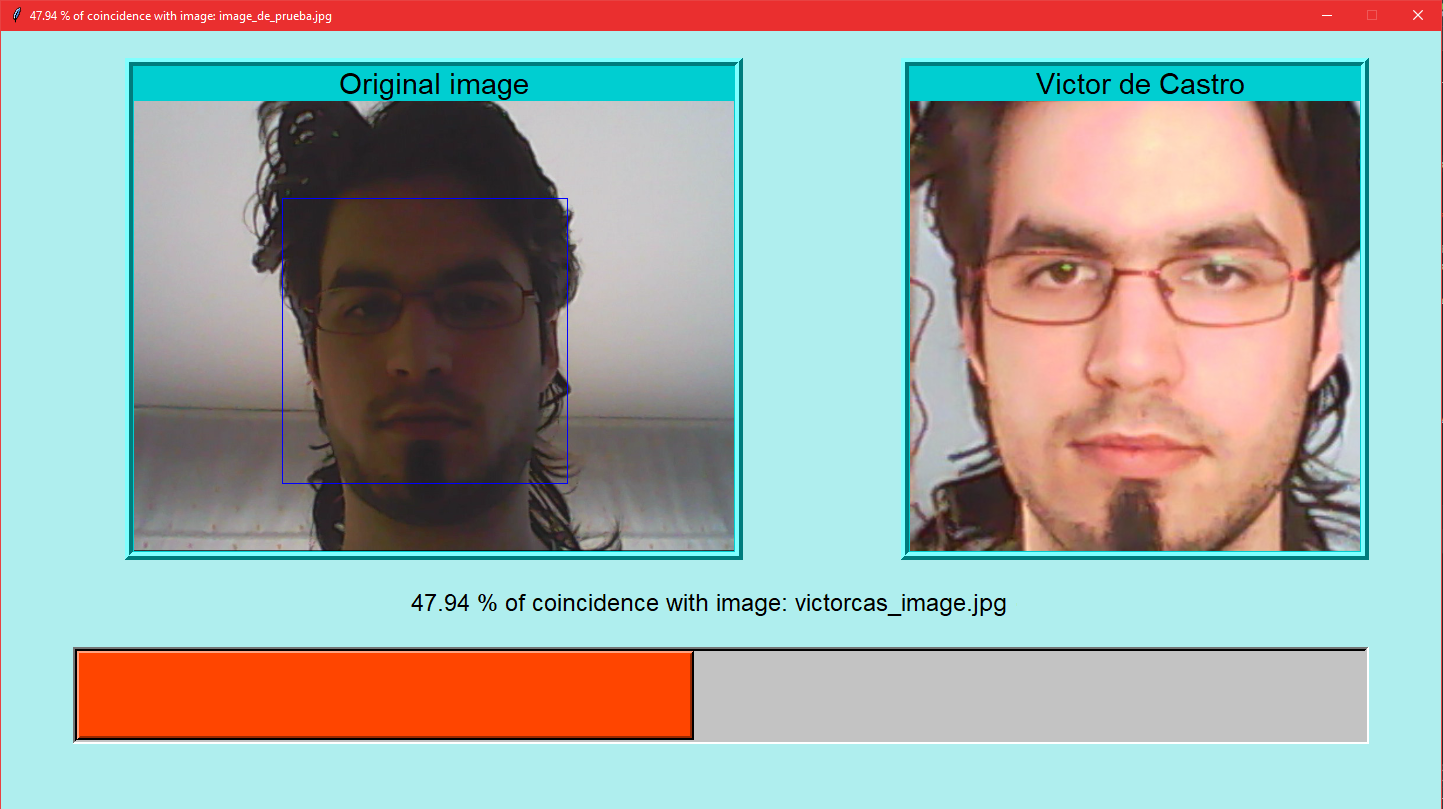 47.94 % of coincidence with image: image_de_prueba.jpg
Original image
Victor de Castro
47.94 % of coincidence with image: victorcas_image.jpg